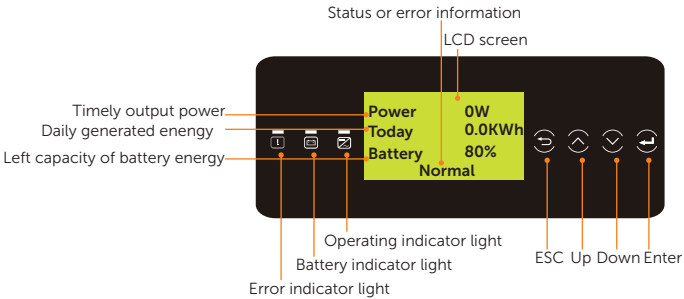 Status or error information
LCD screen
Timely output power
Daily generated enengy
Left capacity of battery energy
Power 0W
Today 0.0KWh
Battery 80%
Normal
Operating indicator light
Battery indicator light
Error indicator light
ESC Up Down Enter